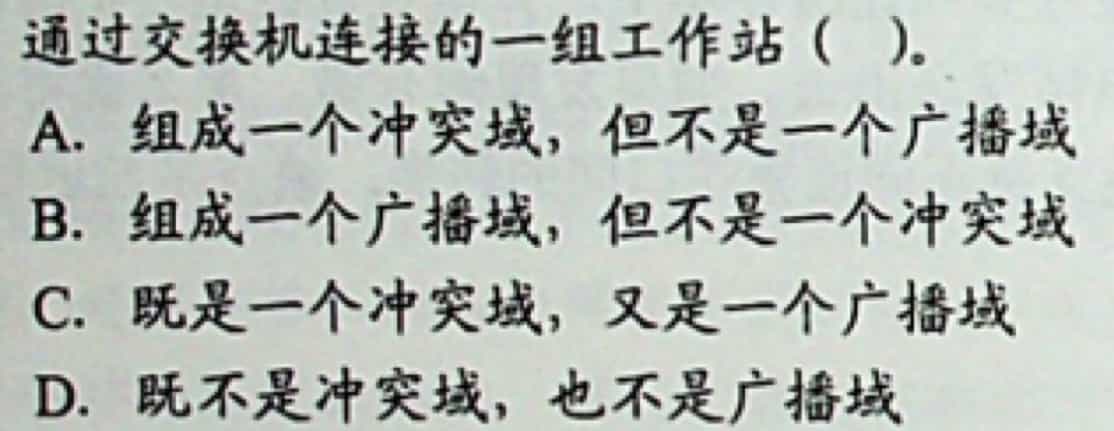 通过交换机连接的一组工作站( )。
A. 组成一个冲突域，但不是一个广播域
B. 组成一个广播域，但不是一个冲突域
C. 既是一个冲突域，又是一个广播域
D. 既不是冲突域，也不是广播域